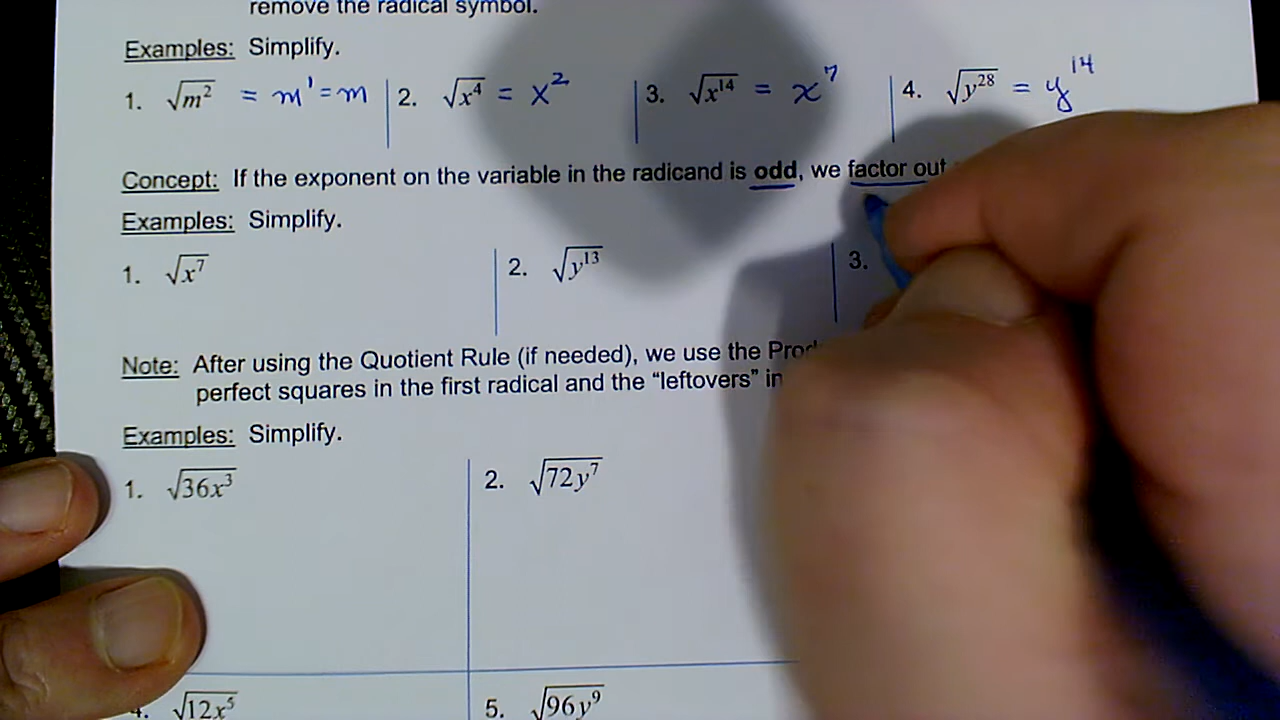 remove the radical symbol.
Examples: Simplify.
1. √m² = m¹ = m 2. √x⁴ = x² 3. √x¹⁴ = x⁷ 4. √y²⁸ = y¹⁴
Concept: If the exponent on the variable in the radicand is odd, we factor out
Examples: Simplify.
1. √x⁷ 2. √y¹³ 3.
Note: After using the Quotient Rule (if needed), we use the
perfect squares in the first radical and the “leftovers”
Examples: Simplify.
1. √36x³ 2. √72y⁷
4. √12x⁵ 5. √96y⁹